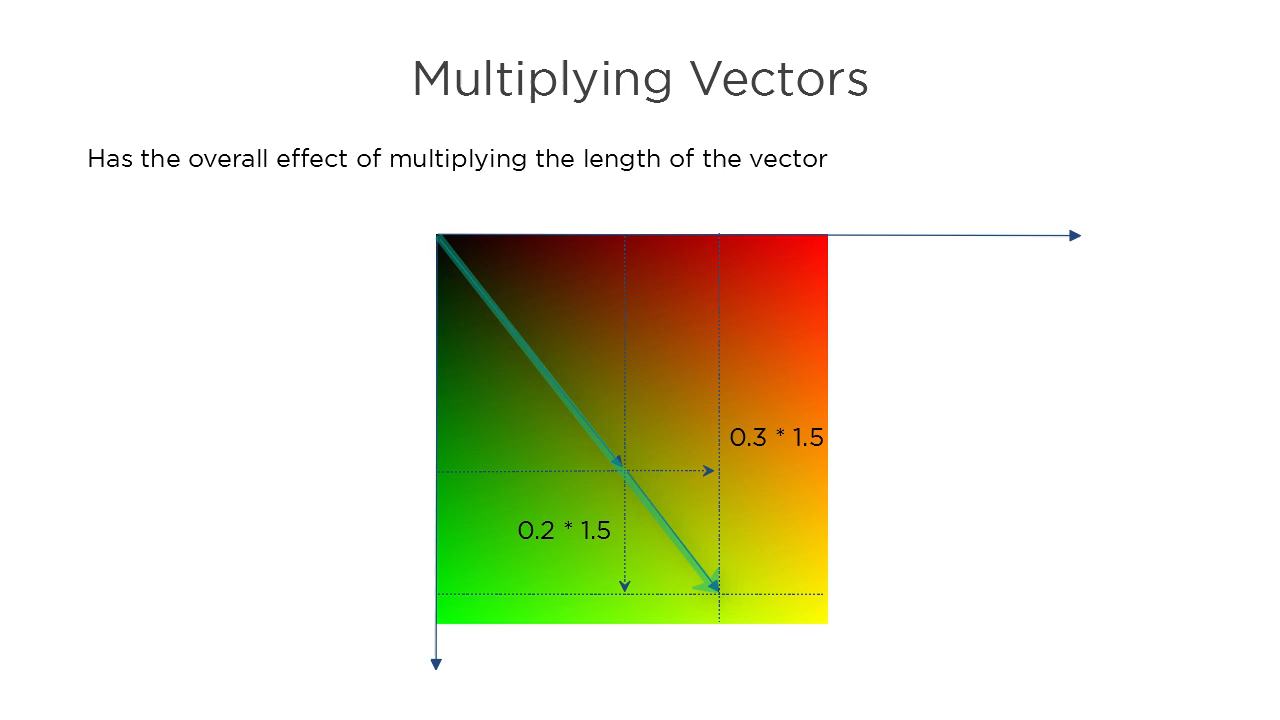 Multiplying Vectors
Has the overall effect of multiplying the length of the vector
0.3 * 1.5
0.2 * 1.5